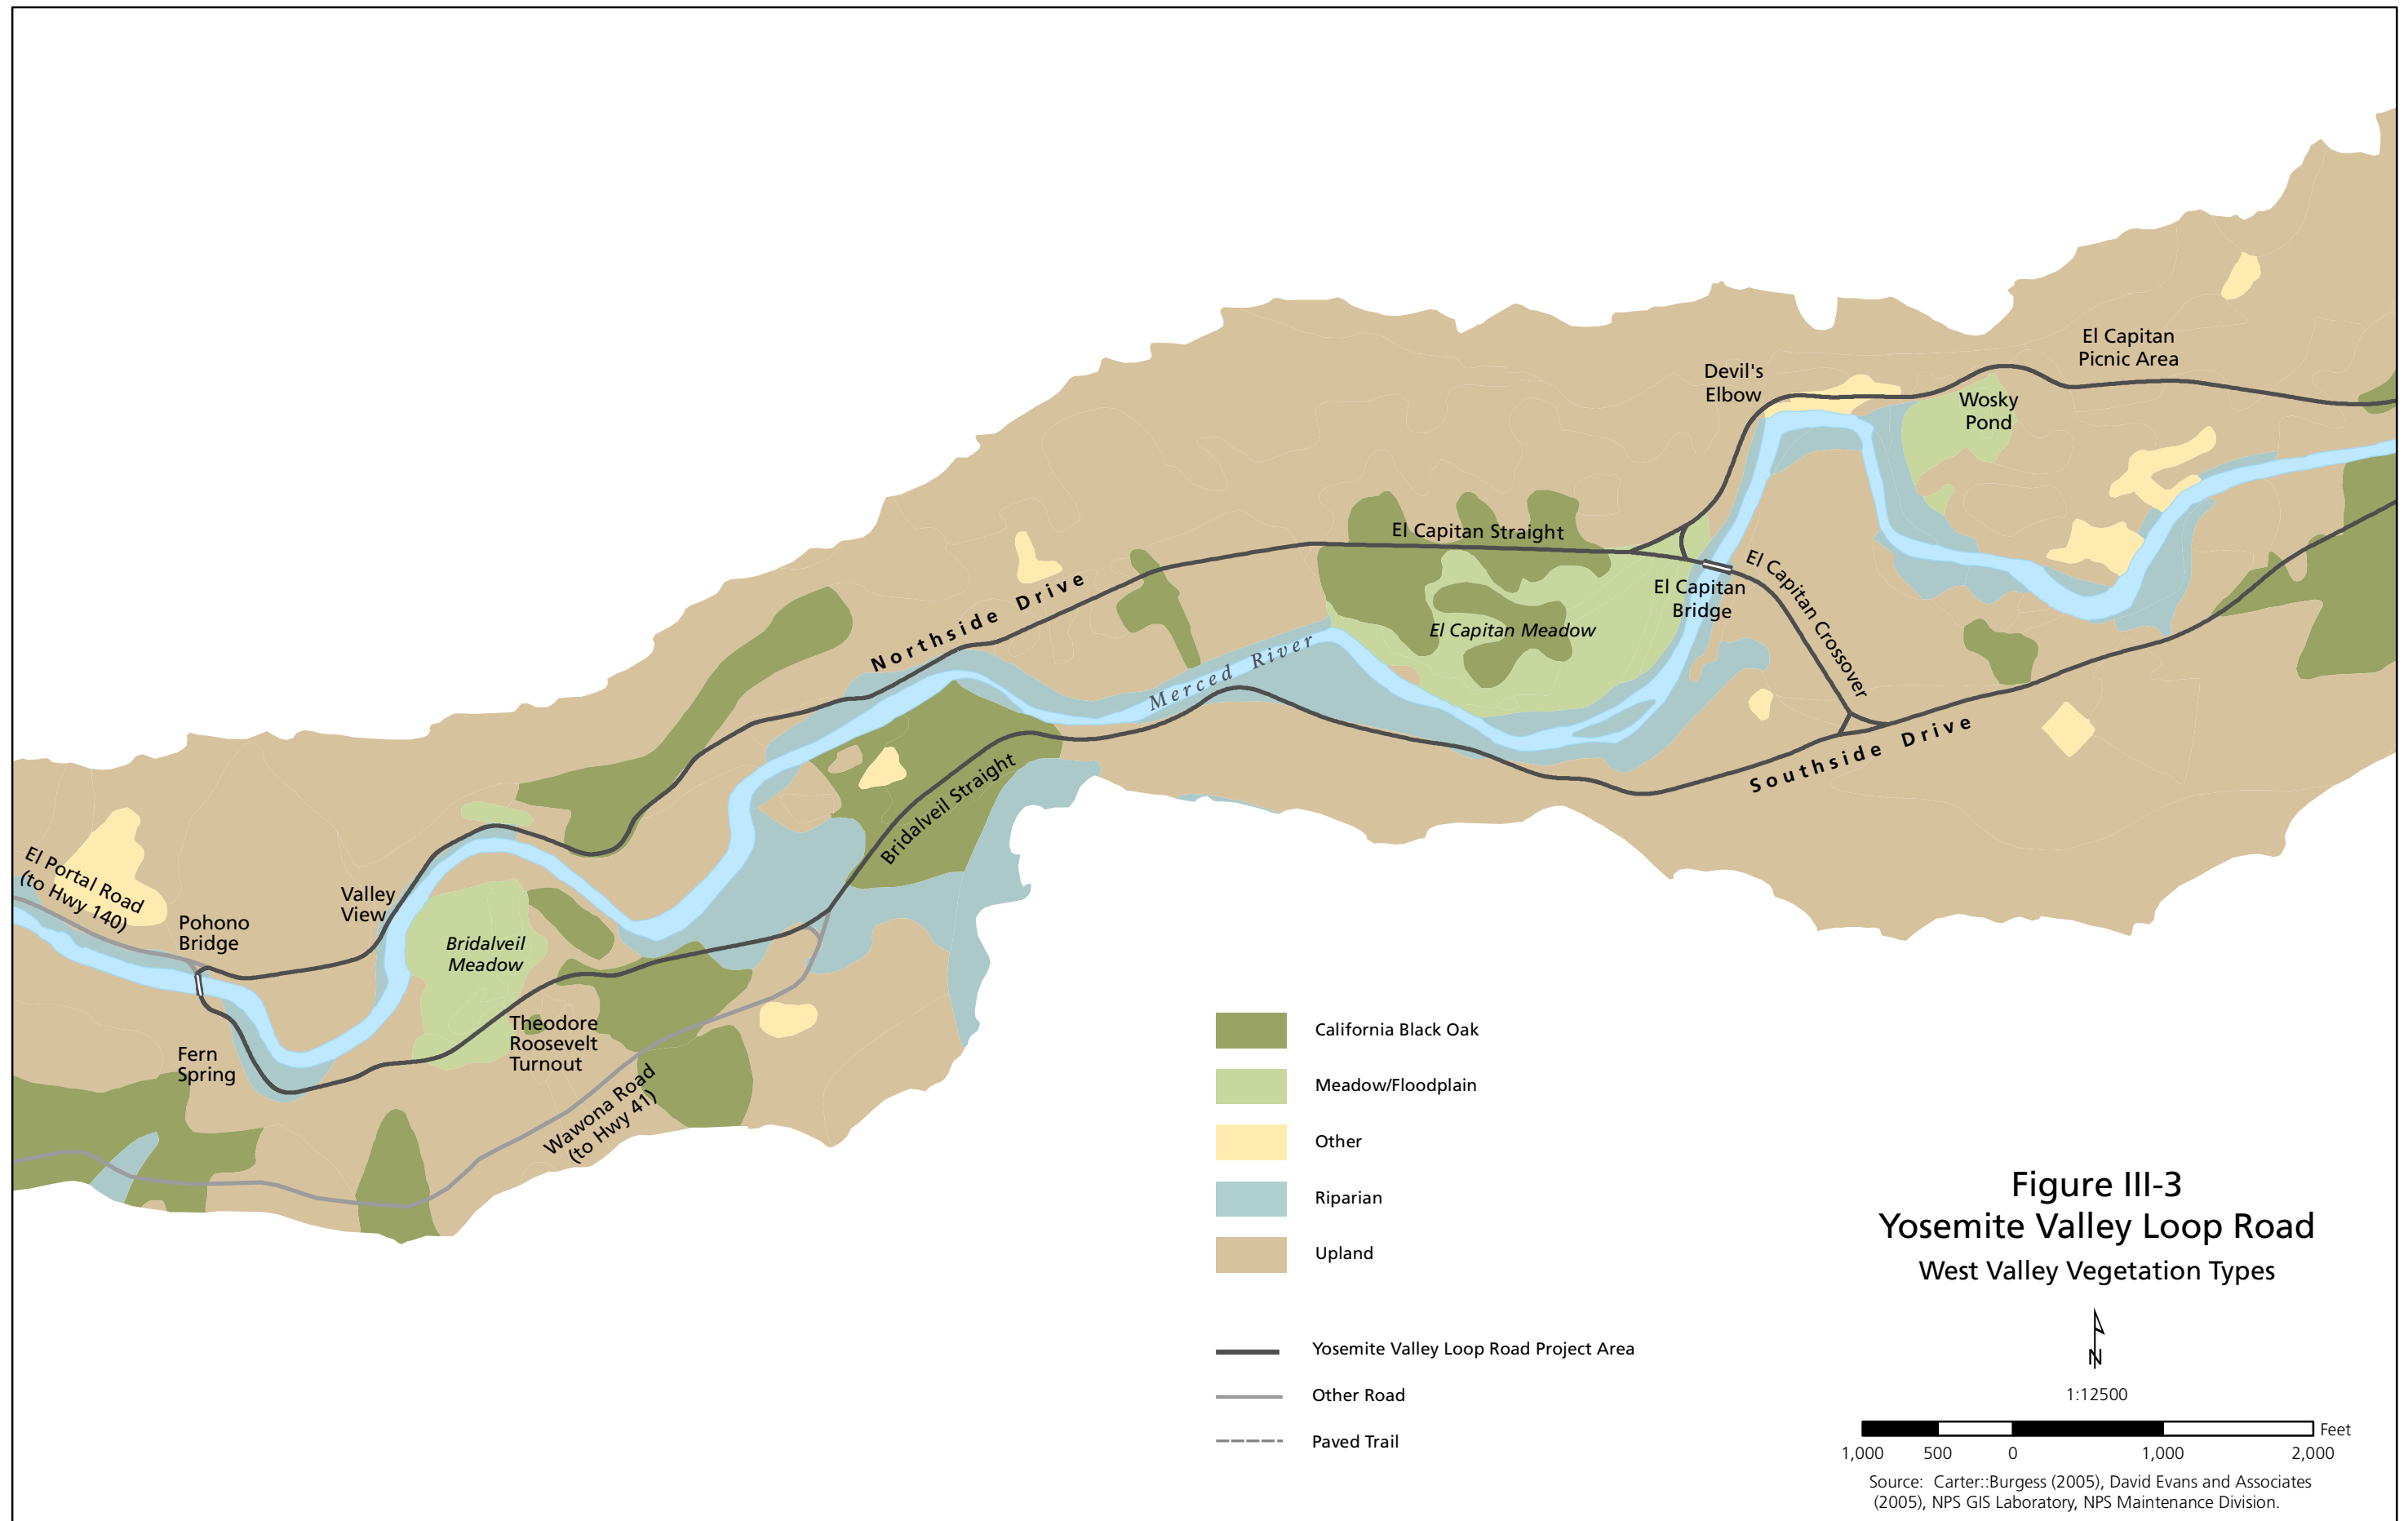 El Capitan
Picnic Area
Devil's
Elbow
Wosky
Pond
El Capitan Straight
El Capitan Crossover
El Capitan
Bridge
Northside Drive
El Capitan Meadow
Merced River
Southside Drive
Bridalveil Straight
El Portal Road
(to Hwy 140)
Valley
View
Pohono
Bridge
Bridalveil
Meadow
Theodore
Roosevelt
Turnout
Fern
Spring
Wawona Road
(to Hwy 41)
California Black Oak
Meadow/Floodplain
Other
Riparian
Upland
Yosemite Valley Loop Road Project Area
Other Road
Paved Trail
Figure III-3
Yosemite Valley Loop Road
West Valley Vegetation Types
N
1:12500
Feet
1,000 500 0 1,000 2,000
Source: Carter::Burgess (2005), David Evans and Associates
(2005), NPS GIS Laboratory, NPS Maintenance Division.